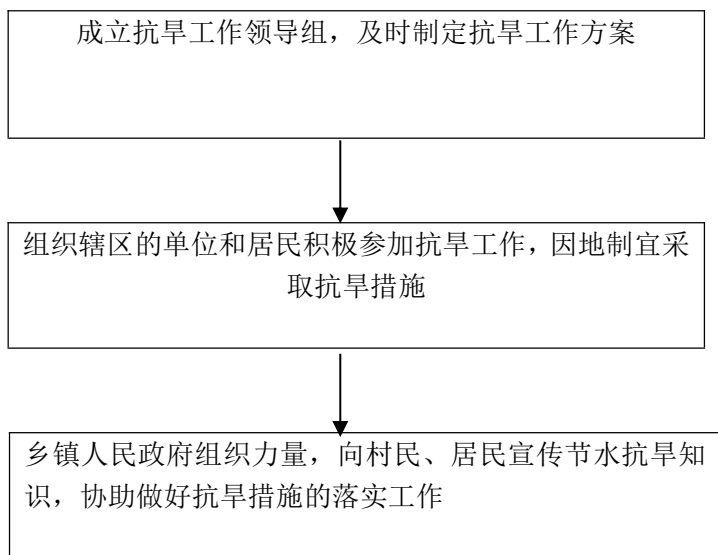 成立抗旱工作领导组，及时制定抗旱工作方案
组织辖区的单位和居民积极参加抗旱工作，因地制宜采
取抗旱措施
乡镇人民政府组织力量，向村民、居民宣传节水抗旱知
识，协助做好抗旱措施的落实工作